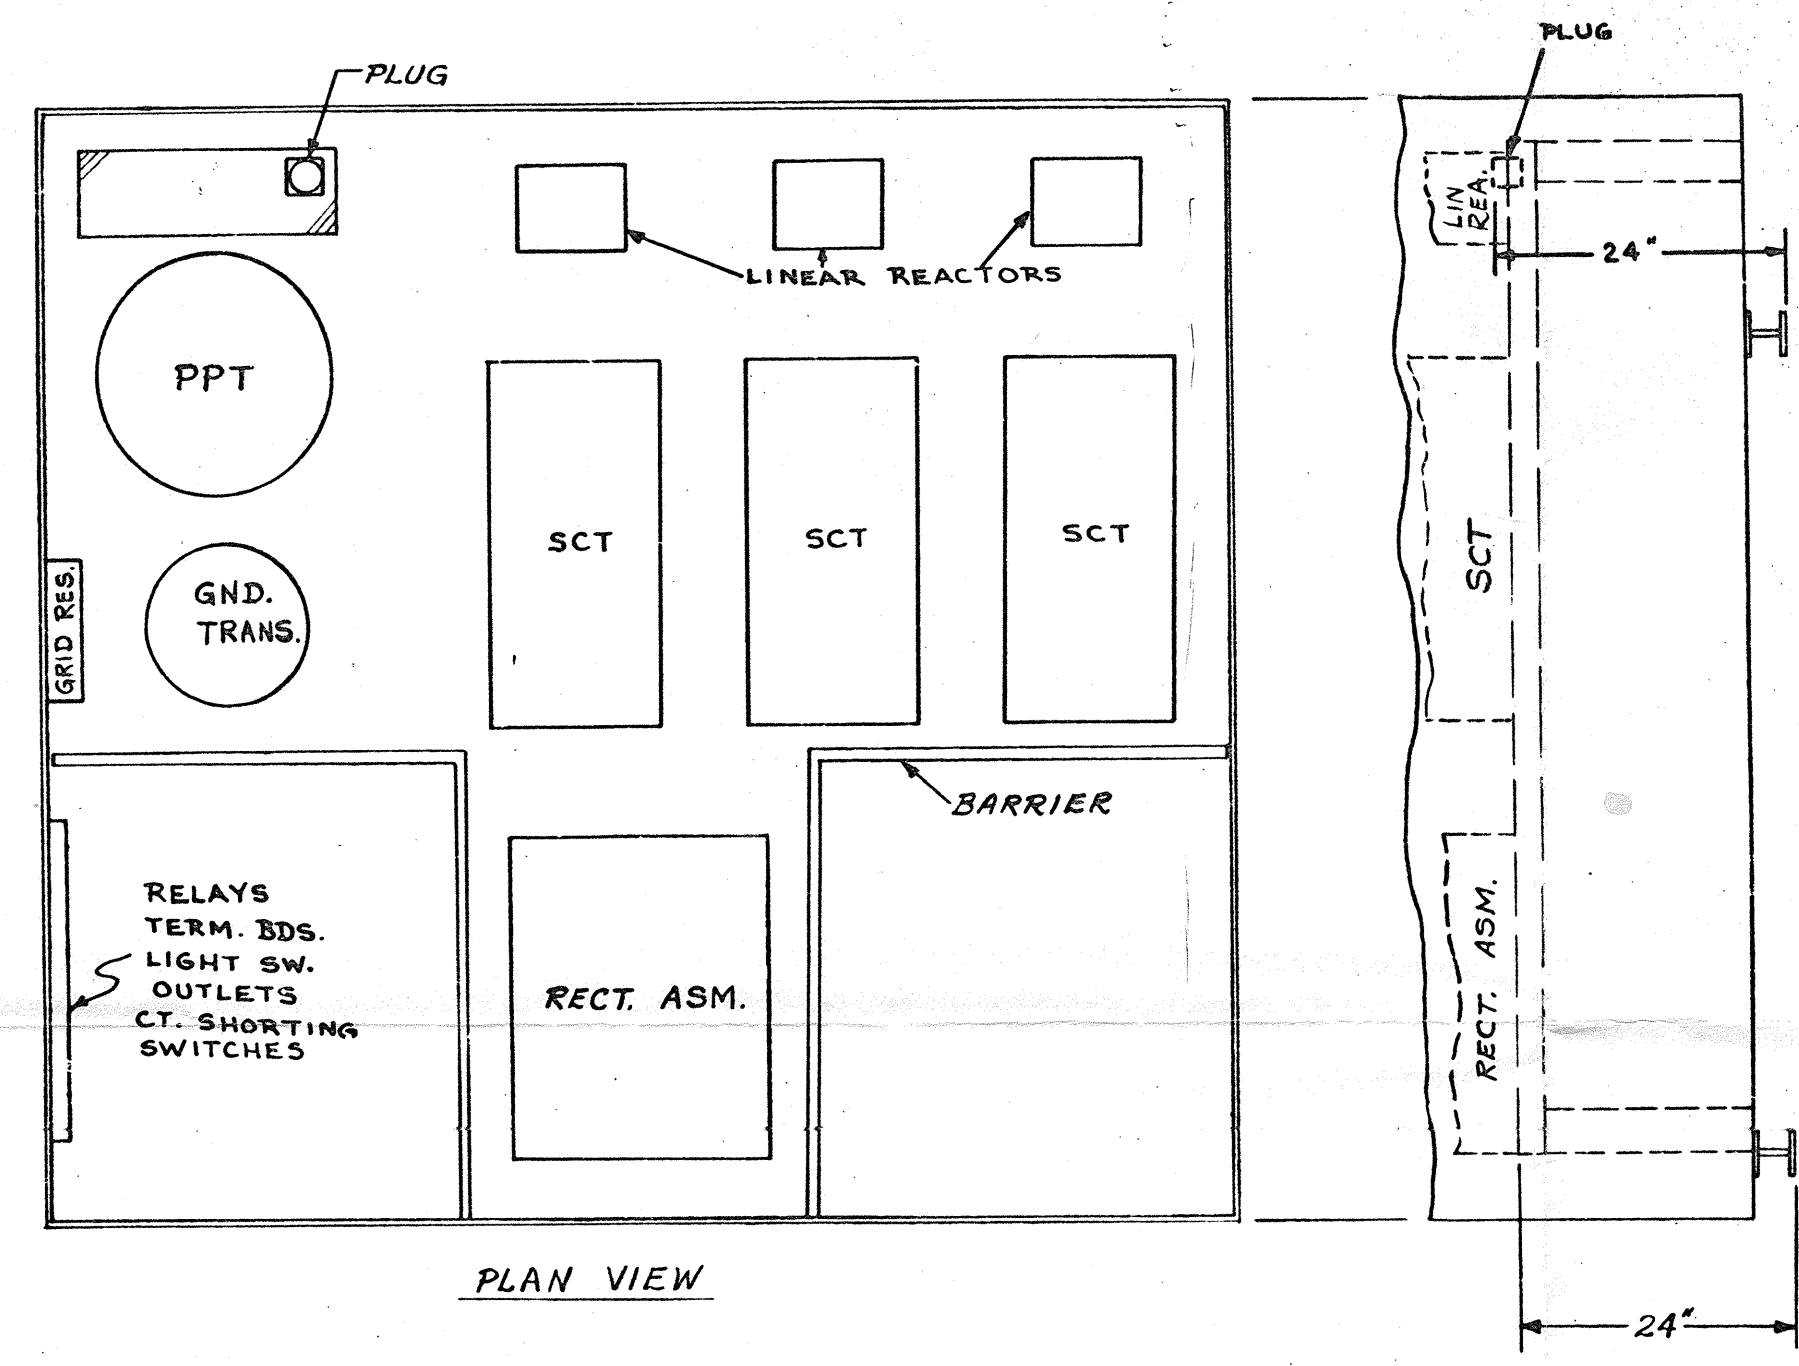 PLUG
PLUG
LIN
REA.
24"
LINEAR REACTORS
PPT
SCT
SCT
SCT
SCT
GND.
TRANS.
GRID RES.
BARRIER
RELAYS
TERM. BDS.
LIGHT SW.
OUTLETS
CT. SHORTING
SWITCHES
RECT. ASM.
RECT. ASM.
PLAN VIEW
24"